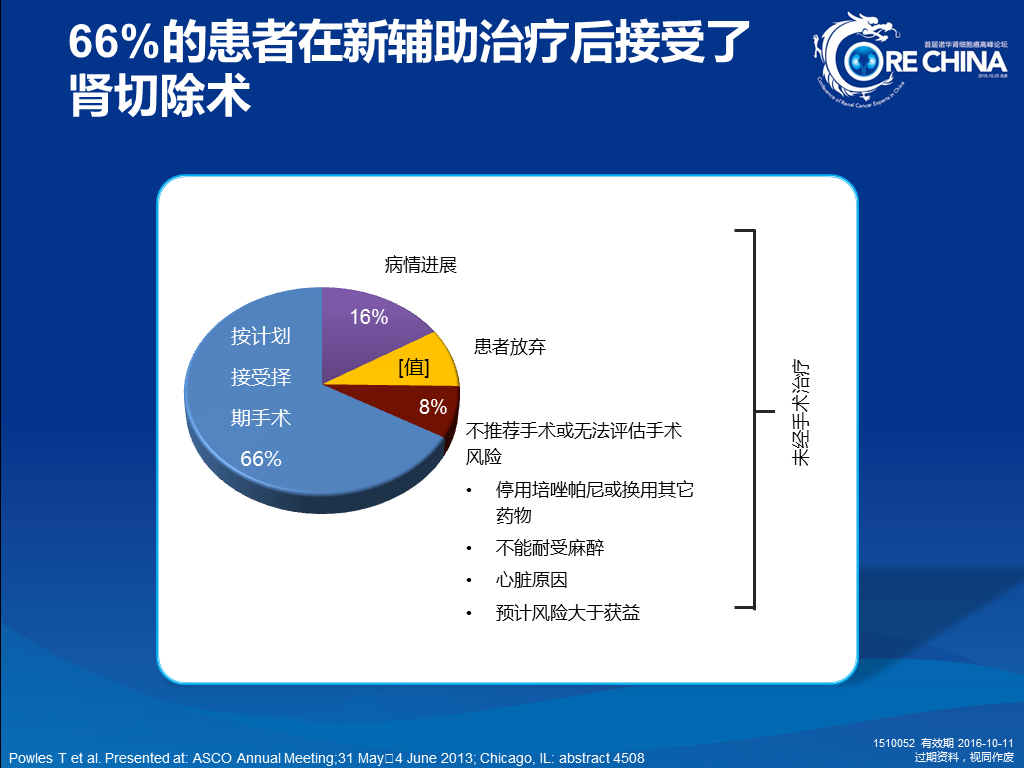 66%的患者在新辅助治疗后接受了
肾切除术
首届诺华肾细胞癌高峰论坛
ORE CHINA
2015.10.25 北京
Conference of Renal Cancer Experts in China
病情进展
16%
患者放弃
[值]
8%
按计划
接受择
期手术
66%
不推荐手术或无法评估手术
风险
• 停用培唑帕尼或换用其它
药物
• 不能耐受麻醉
• 心脏原因
• 预计风险大于获益
未经手术治疗
1510052 有效期 2016-10-11
过期资料，视同作废
Powles T et al. Presented at: ASCO Annual Meeting;31 May□4 June 2013; Chicago, IL: abstract 4508